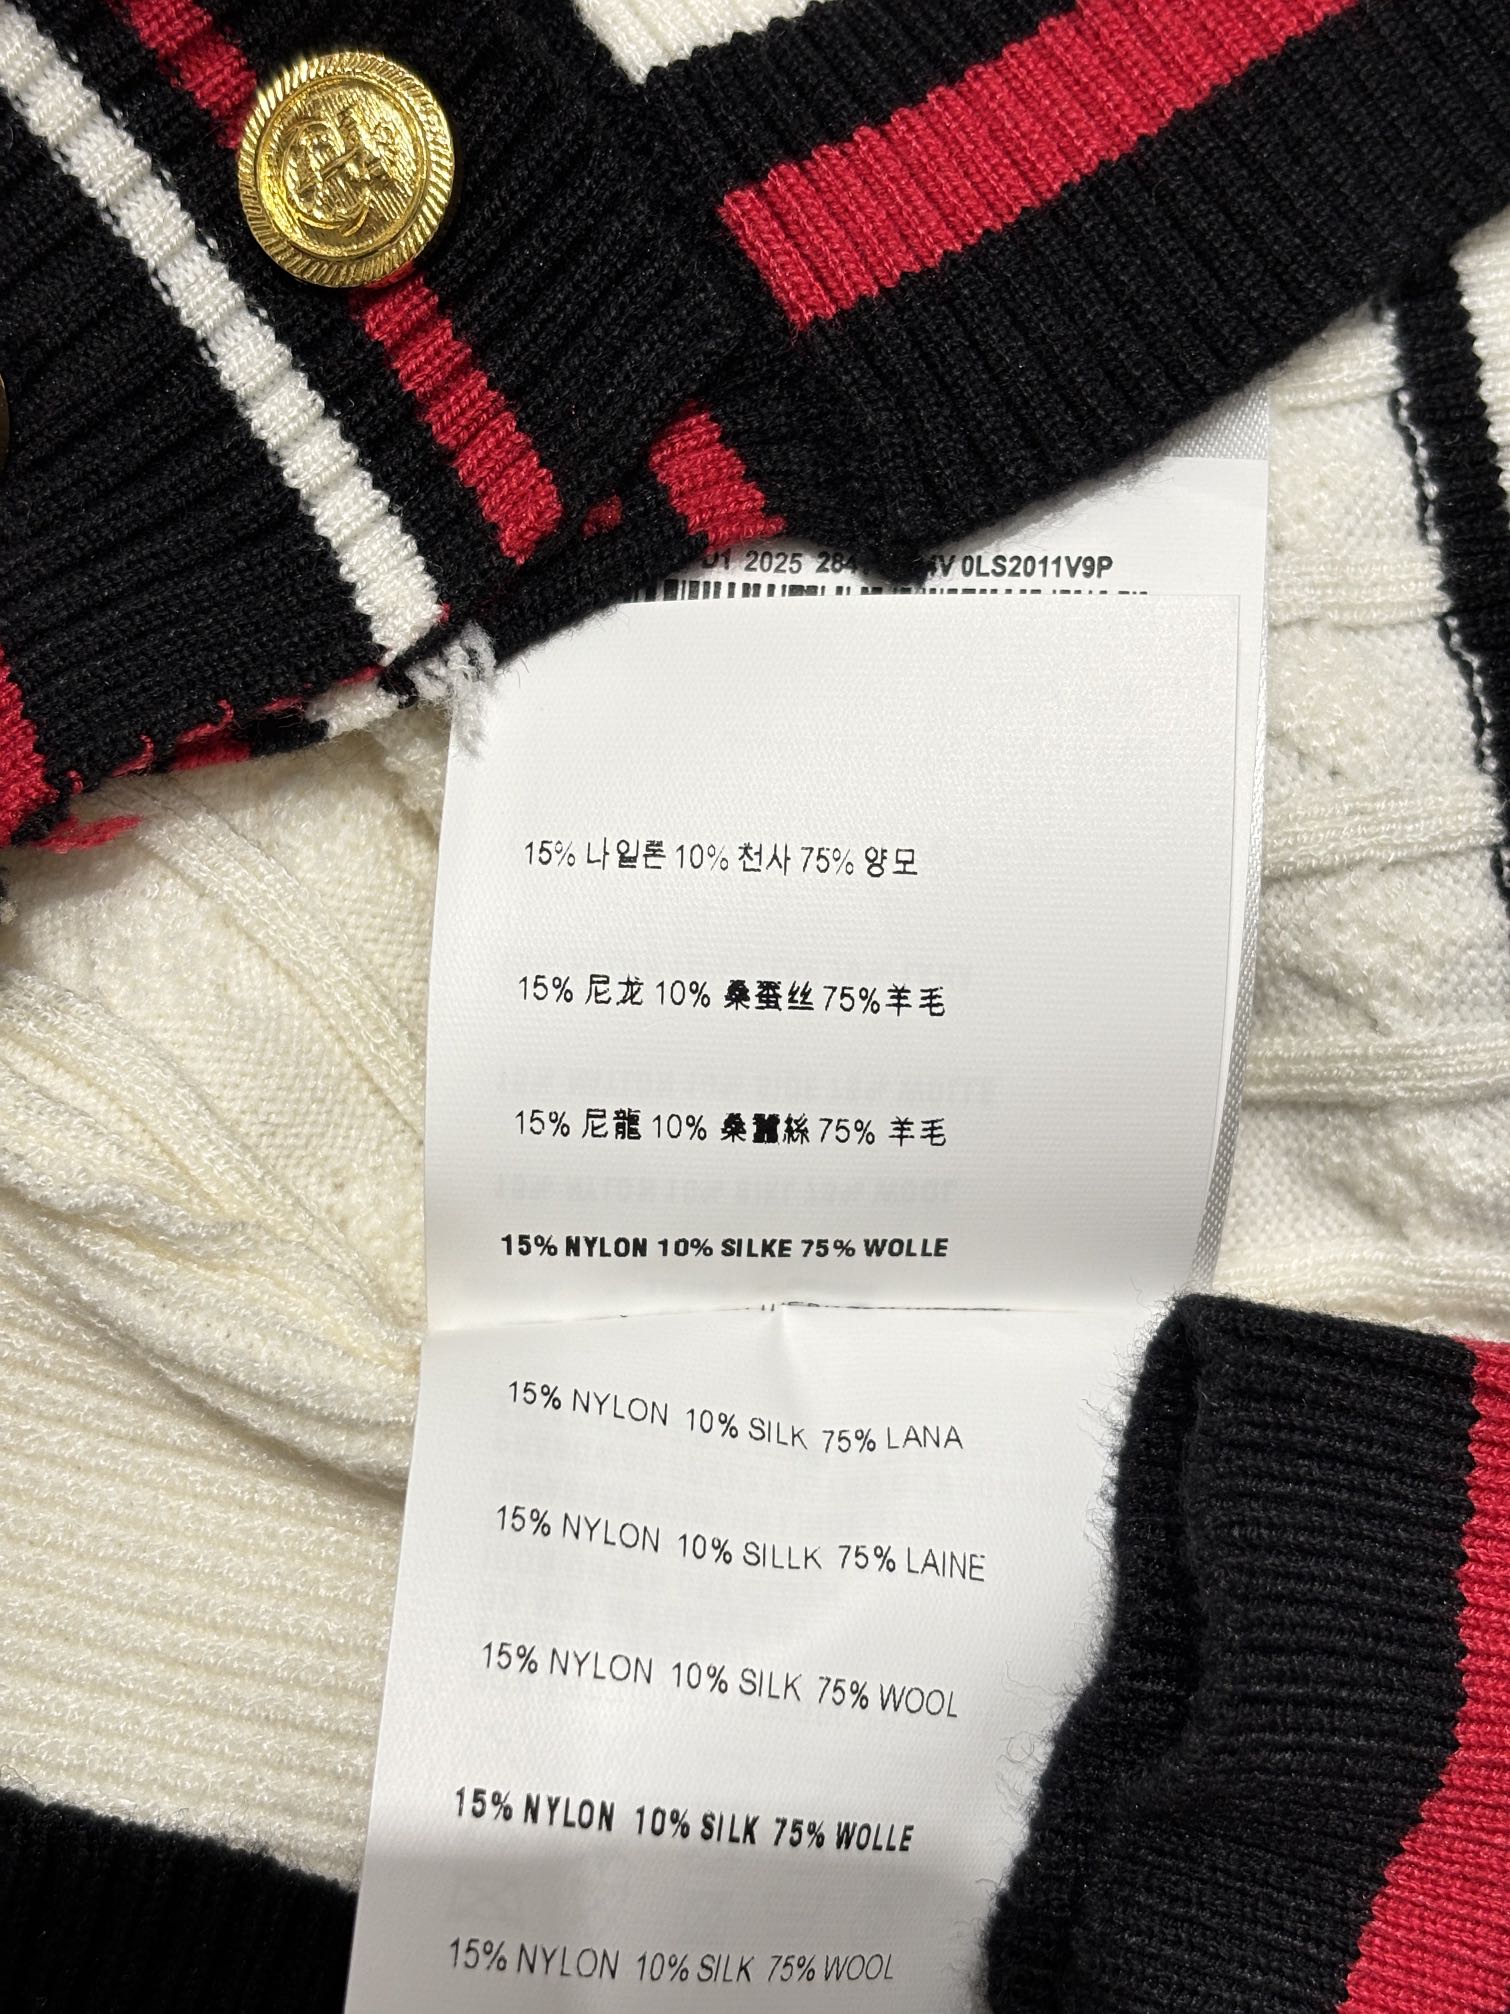 2025 284 0LS2011V9P
15% 나일론 10% 천사 75% 양모
15% 尼龙 10% 桑蚕丝 75%羊毛
15% 尼龍 10% 桑蠶絲 75% 羊毛
15% NYLON 10% SILKE 75% WOLLE
15% NYLON 10% SILK 75% LANA
15% NYLON 10% SILLK 75% LAINE
15% NYLON 10% SILK 75% WOOL
15% NYLON 10% SILK 75% WOLLE
15% NYLON 10% SILK 75% WOOL